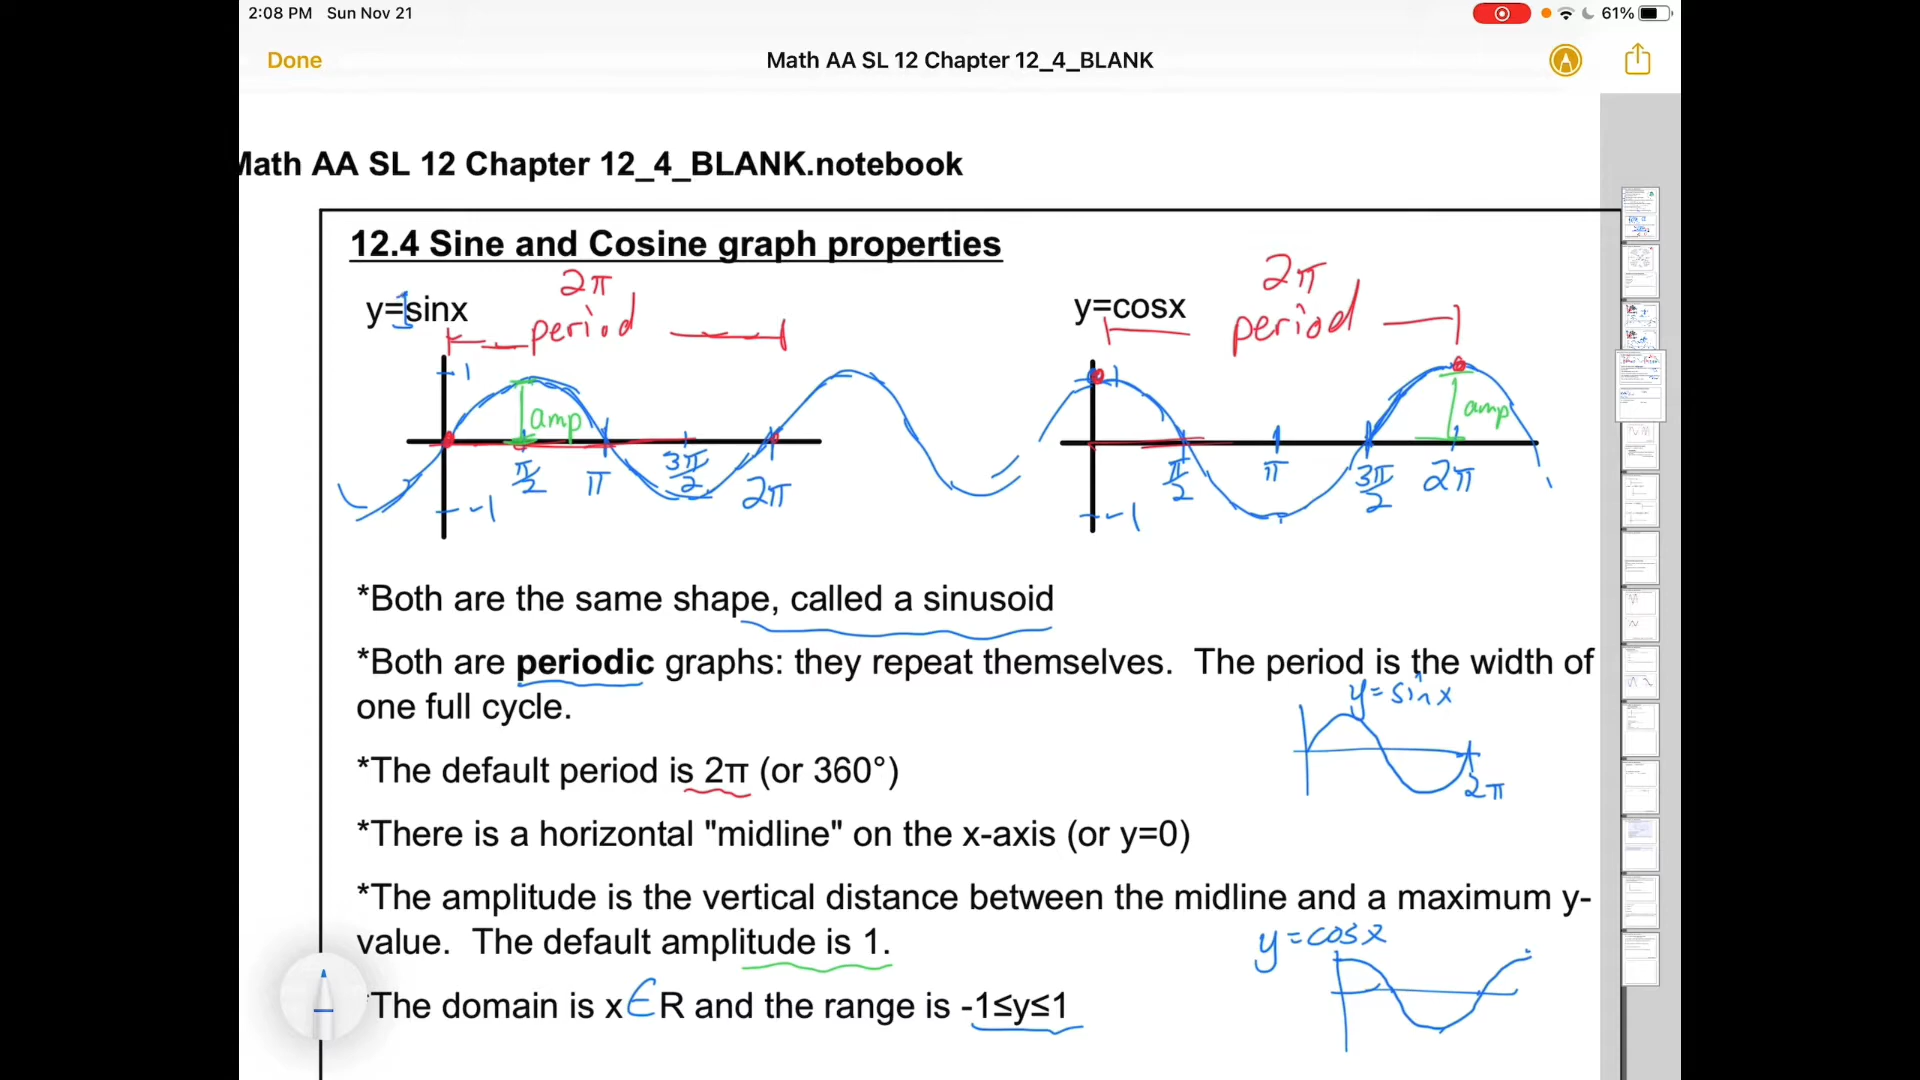 2:08 PM Sun Nov 21 61%
Done Math AA SL 12 Chapter 12_4_BLANK
Math AA SL 12 Chapter 12_4_BLANK.notebook
12.4 Sine and Cosine graph properties
2π 2π
y=1sinx period y=cosx period
1 1
amp amp
π/2 π 3π/2 2π π/2 π 3π/2 2π
-1 -1
*Both are the same shape, called a sinusoid
*Both are periodic graphs: they repeat themselves. The period is the width of
one full cycle.
y=sinx
*The default period is 2π (or 360°)
2π
*There is a horizontal "midline" on the x-axis (or y=0)
*The amplitude is the vertical distance between the midline and a maximum y-
value. The default amplitude is 1.
y=cosx
*The domain is x∈R and the range is -1≤y≤1